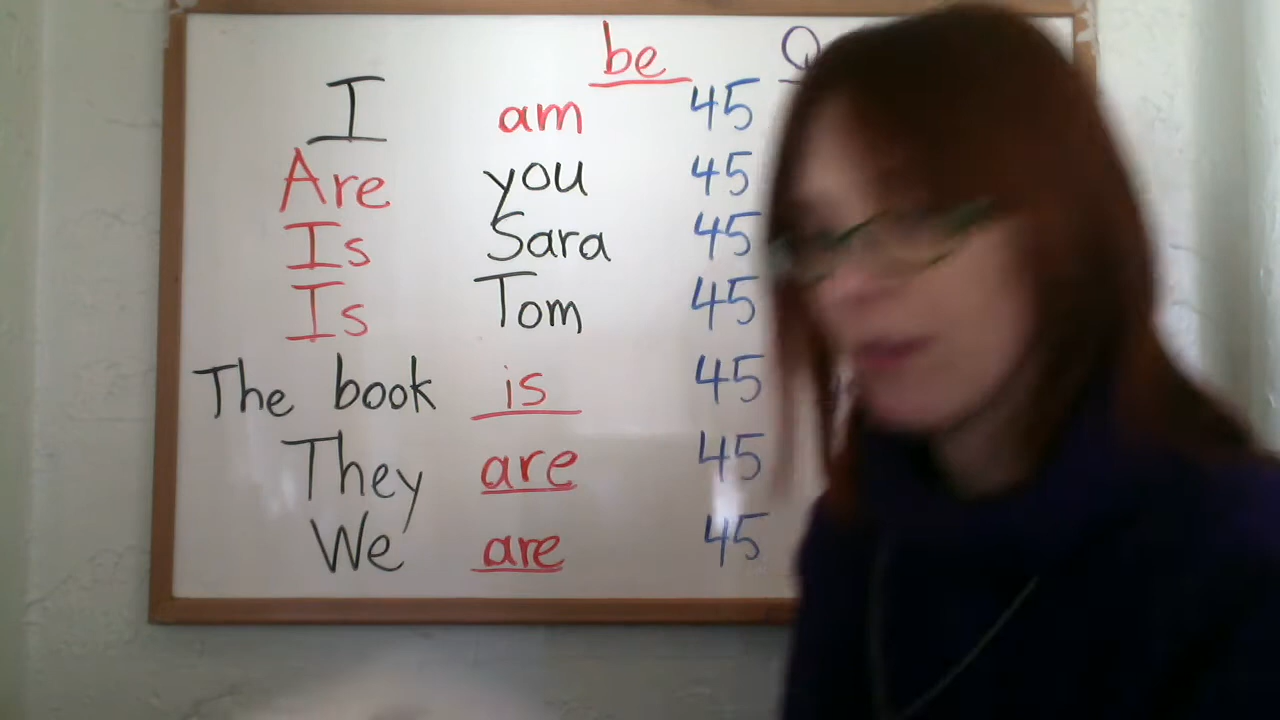 be Q
I am 45
Are you 45
Is Sara 45
Is Tom 45
The book is 45
They are 45
We are 45